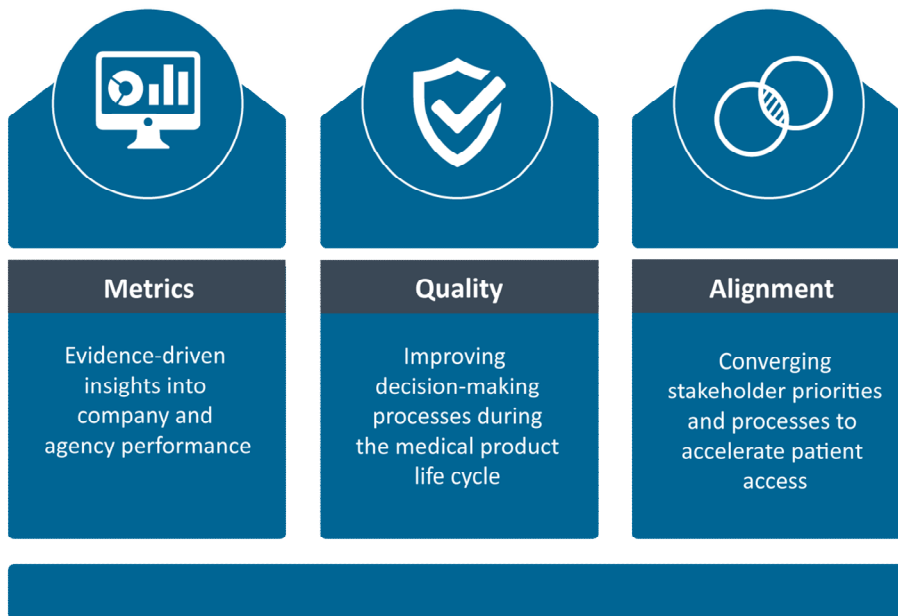 Metrics
Evidence-driven
insights into
company and
agency performance
Quality
Improving
decision-making
processes during
the medical product
life cycle
Alignment
Converging
stakeholder priorities
and processes to
accelerate patient
access